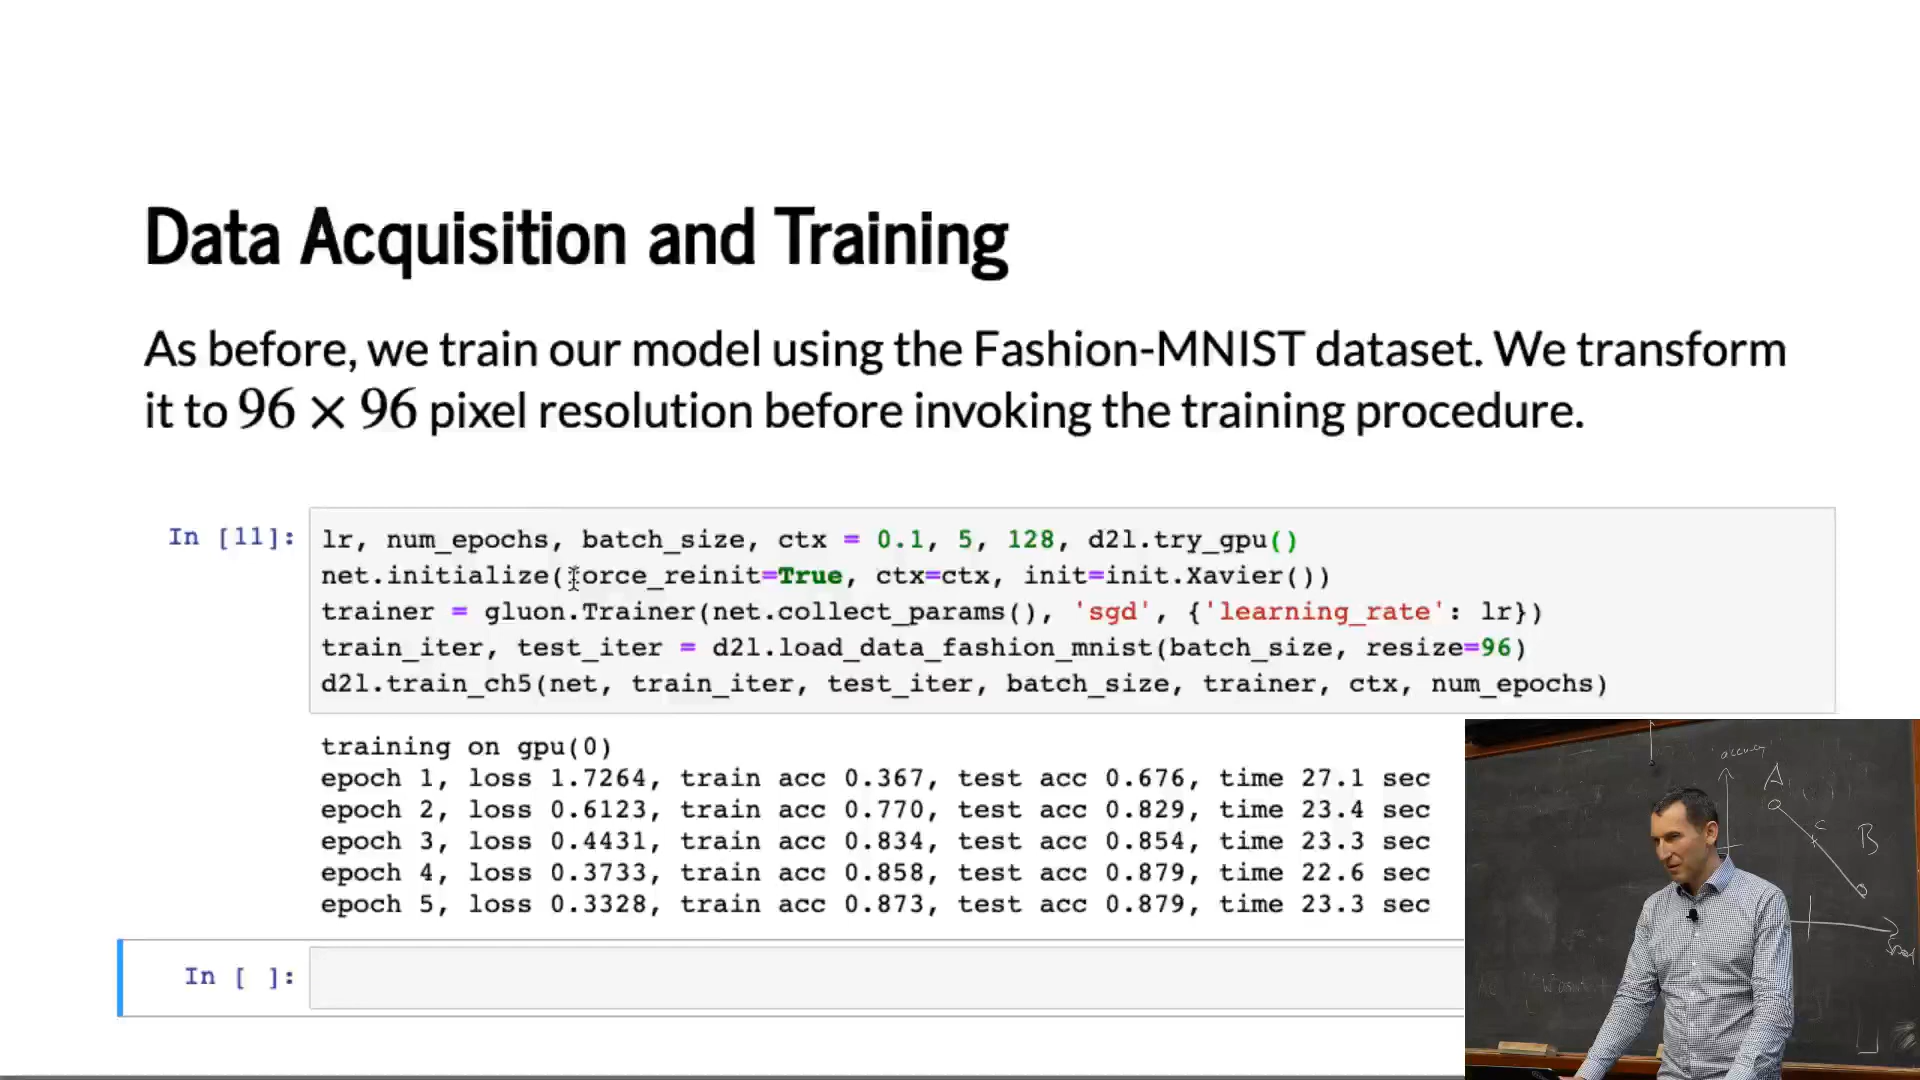 Data Acquisition and Training
As before, we train our model using the Fashion-MNIST dataset. We transform
it to 96 × 96 pixel resolution before invoking the training procedure.
In [11]:
lr, num_epochs, batch_size, ctx = 0.1, 5, 128, d2l.try_gpu()
net.initialize(force_reinit=True, ctx=ctx, init=init.Xavier())
trainer = gluon.Trainer(net.collect_params(), 'sgd', {'learning_rate': lr})
train_iter, test_iter = d2l.load_data_fashion_mnist(batch_size, resize=96)
d2l.train_ch5(net, train_iter, test_iter, batch_size, trainer, ctx, num_epochs)
training on gpu(0)
epoch 1, loss 1.7264, train acc 0.367, test acc 0.676, time 27.1 sec
epoch 2, loss 0.6123, train acc 0.770, test acc 0.829, time 23.4 sec
epoch 3, loss 0.4431, train acc 0.834, test acc 0.854, time 23.3 sec
epoch 4, loss 0.3733, train acc 0.858, test acc 0.879, time 22.6 sec
epoch 5, loss 0.3328, train acc 0.873, test acc 0.879, time 23.3 sec
In [ ]:
A
C
B